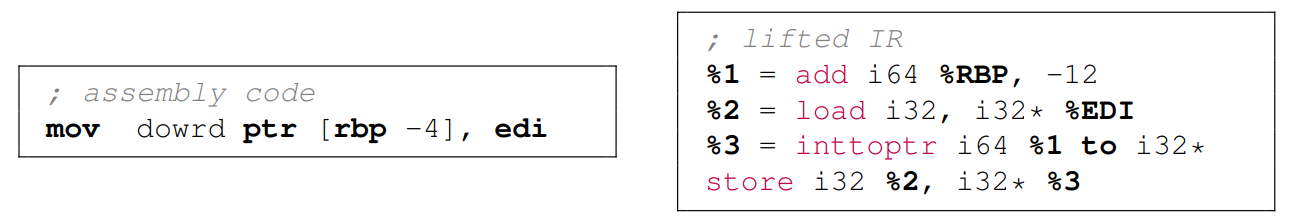 ; assembly code
mov dowrd ptr [rbp -4], edi
; lifted IR
%1 = add i64 %RBP, -12
%2 = load i32, i32* %EDI
%3 = inttoptr i64 %1 to i32*
store i32 %2, i32* %3